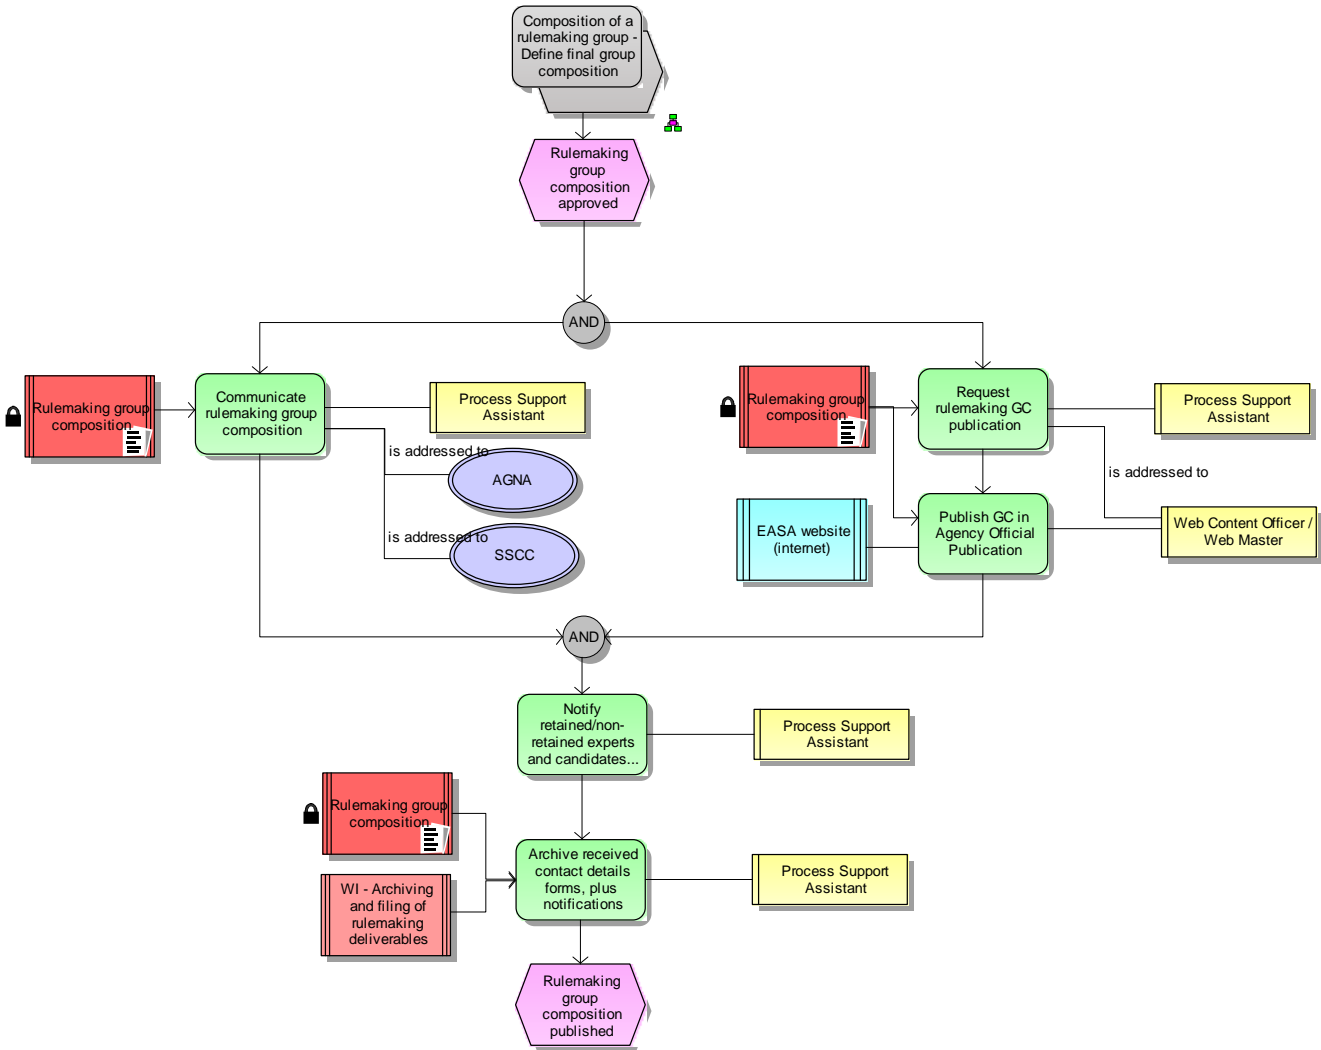 Composition of a
rulemaking group -
Define final group
composition
Rulemaking
group
composition
approved
AND
Rulemaking group
composition
Communicate
rulemaking group
composition
Process Support
Assistant
is addressed to
AGNA
is addressed to
SSCC
Rulemaking group
composition
Request
rulemaking GC
publication
Process Support
Assistant
is addressed to
EASA website
(internet)
Publish GC in
Agency Official
Publication
Web Content Officer /
Web Master
AND
Notify
retained/non-
retained experts
and candidates...
Process Support
Assistant
Rulemaking group
composition
WI - Archiving
and filing of
rulemaking
deliverables
Archive received
contact details
forms, plus
notifications
Process Support
Assistant
Rulemaking
group
composition
published